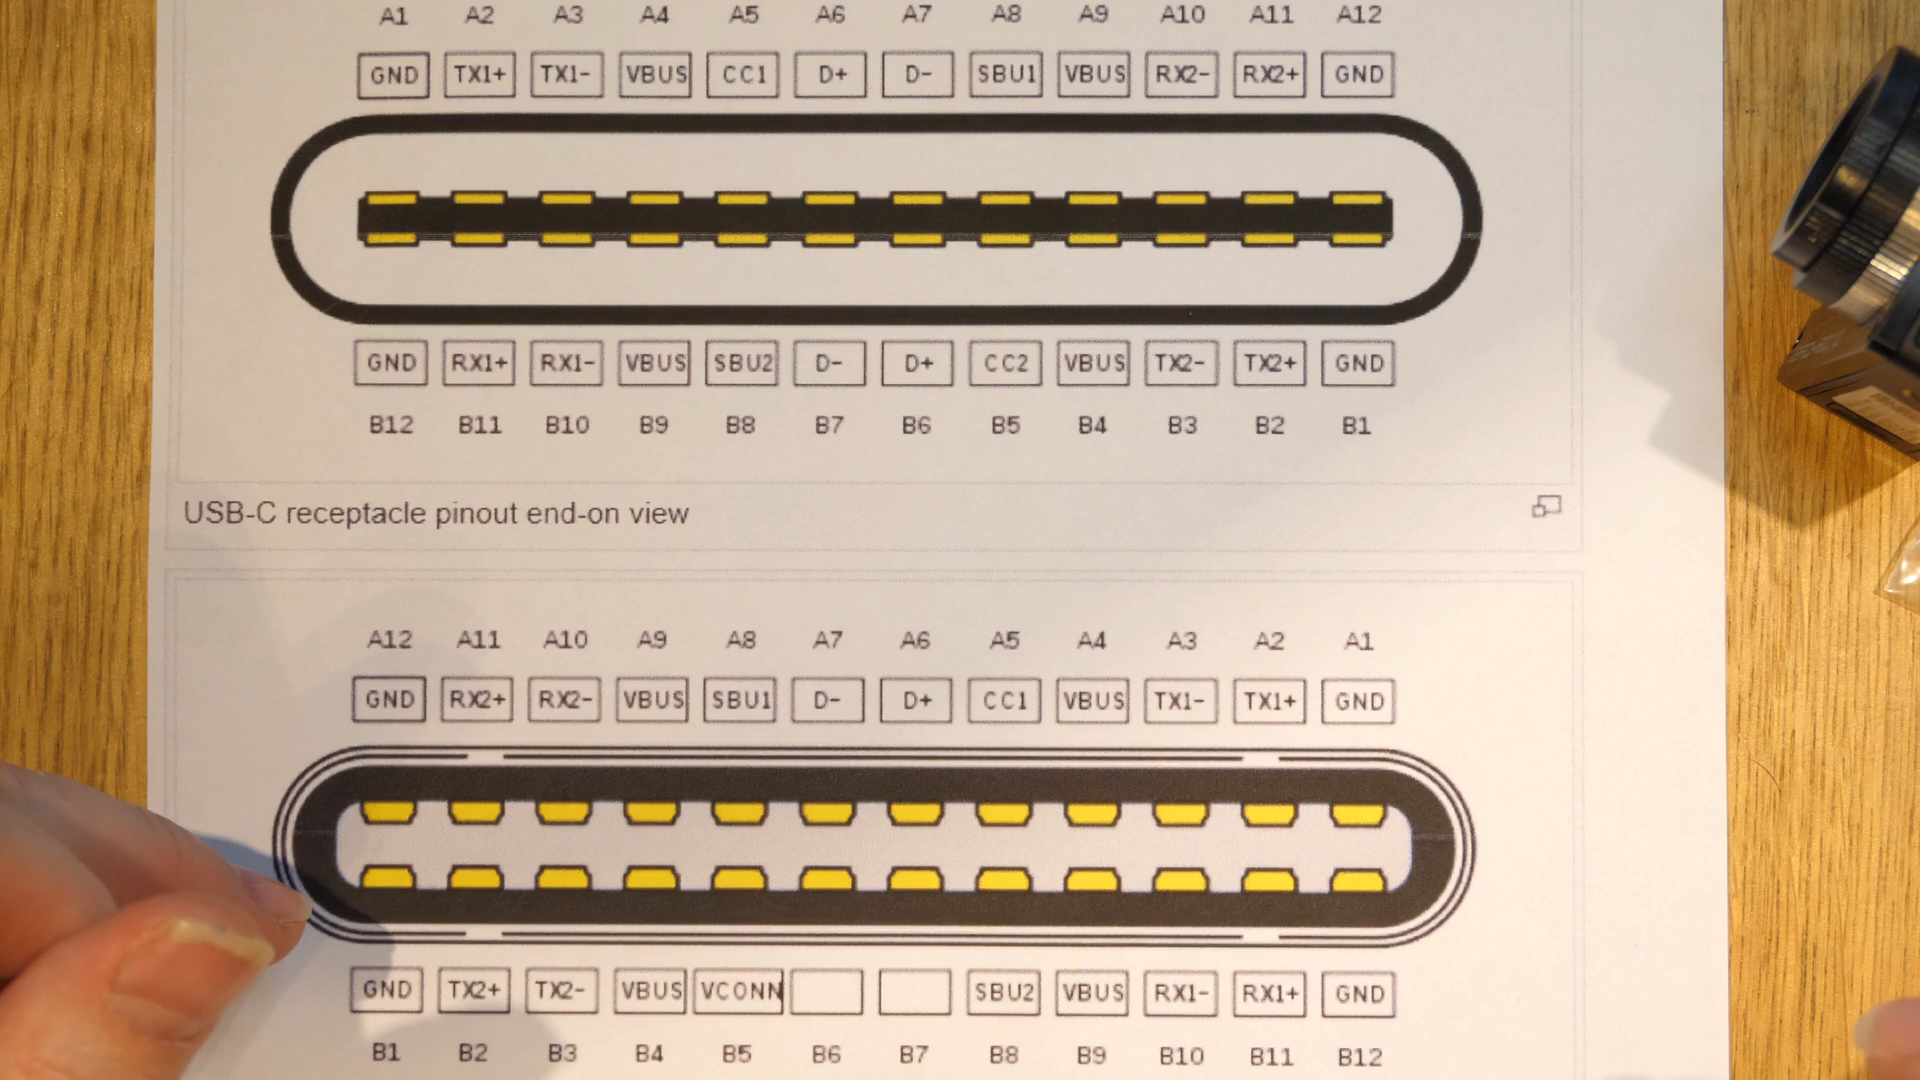 A1 A2 A3 A4 A5 A6 A7 A8 A9 A10 A11 A12
GND TX1+ TX1- VBUS CC1 D+ D- SBU1 VBUS RX2- RX2+ GND
GND RX1+ RX1- VBUS SBU2 D- D+ CC2 VBUS TX2- TX2+ GND
B12 B11 B10 B9 B8 B7 B6 B5 B4 B3 B2 B1
USB-C receptacle pinout end-on view
A12 A11 A10 A9 A8 A7 A6 A5 A4 A3 A2 A1
GND RX2+ RX2- VBUS SBU1 D- D+ CC1 VBUS TX1- TX1+ GND
GND TX2+ TX2- VBUS VCONN SBU2 VBUS RX1- RX1+ GND
B1 B2 B3 B4 B5 B6 B7 B8 B9 B10 B11 B12